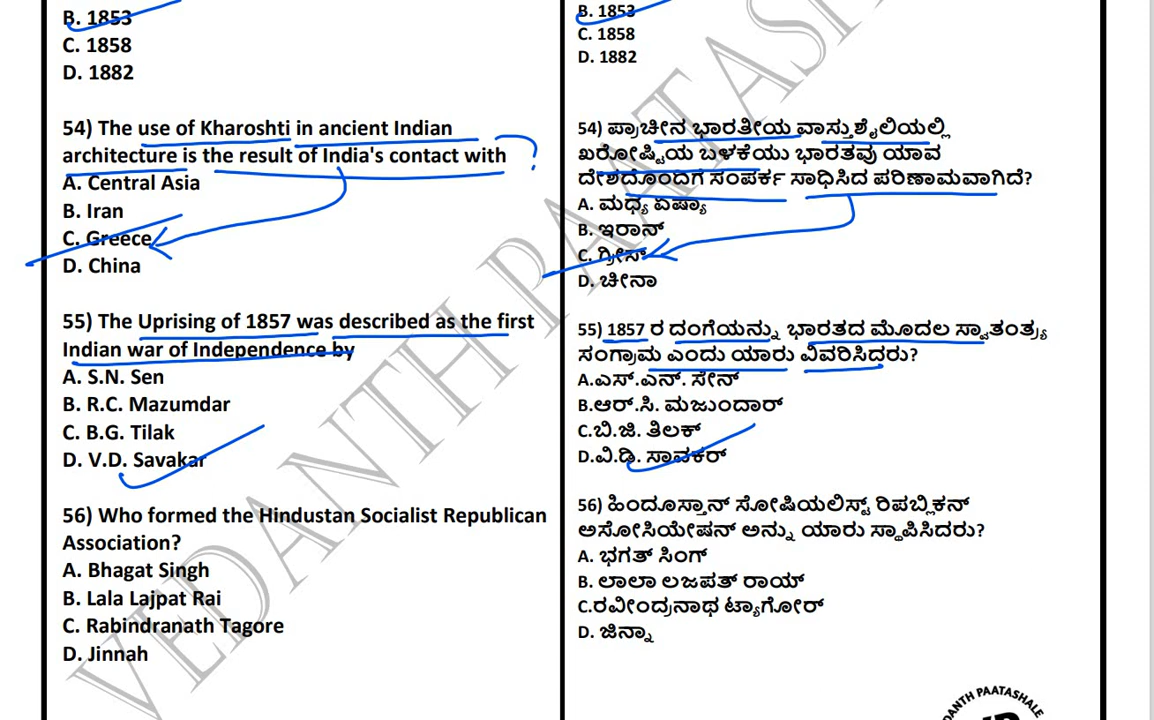 B. 1853
C. 1858
D. 1882
54) The use of Kharoshti in ancient Indian
architecture is the result of India's contact with
A. Central Asia
B. Iran
C. Greece
D. China
55) The Uprising of 1857 was described as the first
Indian war of Independence by
A. S.N. Sen
B. R.C. Mazumdar
C. B.G. Tilak
D. V.D. Savakar
56) Who formed the Hindustan Socialist Republican
Association?
A. Bhagat Singh
B. Lala Lajpat Rai
C. Rabindranath Tagore
D. Jinnah
B. 1853
C. 1858
D. 1882
54) ಪ್ರಾಚೀನ ಭಾರತೀಯ ವಾಸ್ತುಶೈಲಿಯಲ್ಲಿ
ಖರೋಷ್ಟಿಯ ಬಳಕೆಯು ಭಾರತವು ಯಾವ
ದೇಶದೊಂದಿಗೆ ಸಂಪರ್ಕ ಸಾಧಿಸಿದ ಪರಿಣಾಮವಾಗಿದೆ?
A. ಮಧ್ಯ ಏಷ್ಯಾ
B. ಇರಾನ್
C. ಗ್ರೀಸ್
D. ಚೀನಾ
55) 1857 ರ ದಂಗೆಯನ್ನು ಭಾರತದ ಮೊದಲ ಸ್ವಾತಂತ್ರ್ಯ
ಸಂಗ್ರಾಮ ಎಂದು ಯಾರು ವಿವರಿಸಿದರು?
A.ಎಸ್.ಎನ್. ಸೇನ್
B.ಆರ್.ಸಿ. ಮಜುಂದಾರ್
C.ಬಿ.ಜಿ. ತಿಲಕ್
D.ವಿ.ಡಿ. ಸಾವರ್ಕರ್
56) ಹಿಂದೂಸ್ತಾನ್ ಸೋಷಿಯಲಿಸ್ಟ್ ರಿಪಬ್ಲಿಕನ್
ಅಸೋಸಿಯೇಷನ್ ಅನ್ನು ಯಾರು ಸ್ಥಾಪಿಸಿದರು?
A. ಭಗತ್ ಸಿಂಗ್
B. ಲಾಲಾ ಲಜಪತ್ ರಾಯ್
C.ರವೀಂದ್ರನಾಥ ಟ್ಯಾಗೋರ್
D. ಜಿನ್ನಾ
VEDANTH PAATASH
ANTH PAATASHALE